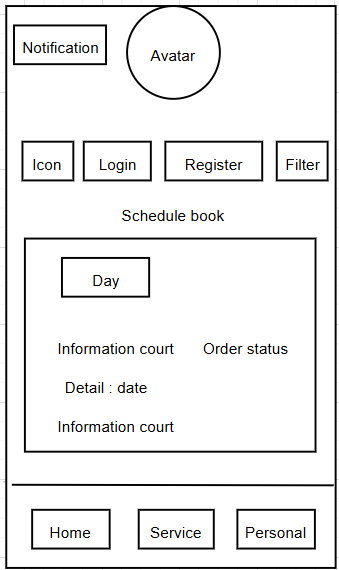 Notification
Avatar
Icon
Login
Register
Filter
Schedule book
Day
Information court
Order status
Detail : date
Information court
Home
Service
Personal